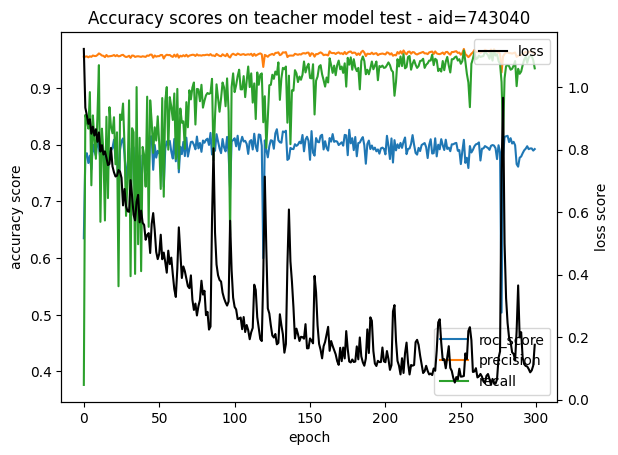 Accuracy scores on teacher model test - aid=743040
loss
accuracy score
0.9
0.8
0.7
0.6
0.5
0.4
1.0
0.8
0.6
0.4
0.2
0.0
loss score
roc_score
precision
recall
0
50
100
150
200
250
300
epoch